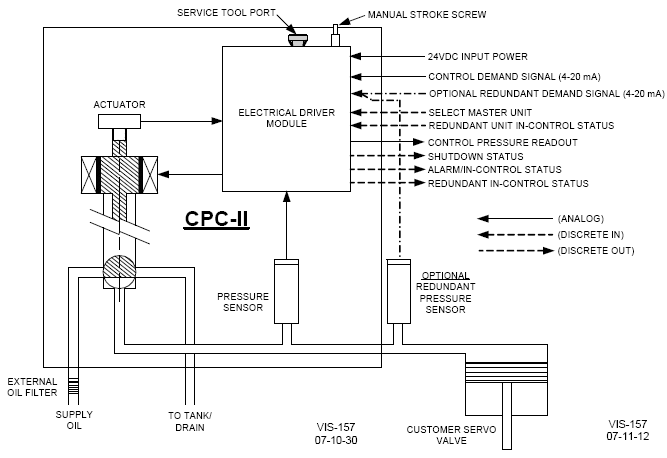 SERVICE TOOL PORT
MANUAL STROKE SCREW
24VDC INPUT POWER
CONTROL DEMAND SIGNAL (4-20 mA)
OPTIONAL REDUNDANT DEMAND SIGNAL (4-20 mA)
ACTUATOR
ELECTRICAL DRIVER
MODULE
SELECT MASTER UNIT
REDUNDANT UNIT IN-CONTROL STATUS
CONTROL PRESSURE READOUT
SHUTDOWN STATUS
ALARM/IN-CONTROL STATUS
REDUNDANT IN-CONTROL STATUS
CPC-II
(ANALOG)
(DISCRETE IN)
(DISCRETE OUT)
PRESSURE
SENSOR
OPTIONAL
REDUNDANT
PRESSURE
SENSOR
EXTERNAL
OIL FILTER
SUPPLY
OIL
TO TANK/
DRAIN
VIS-157
07-10-30
CUSTOMER SERVO
VALVE
VIS-157
07-11-12